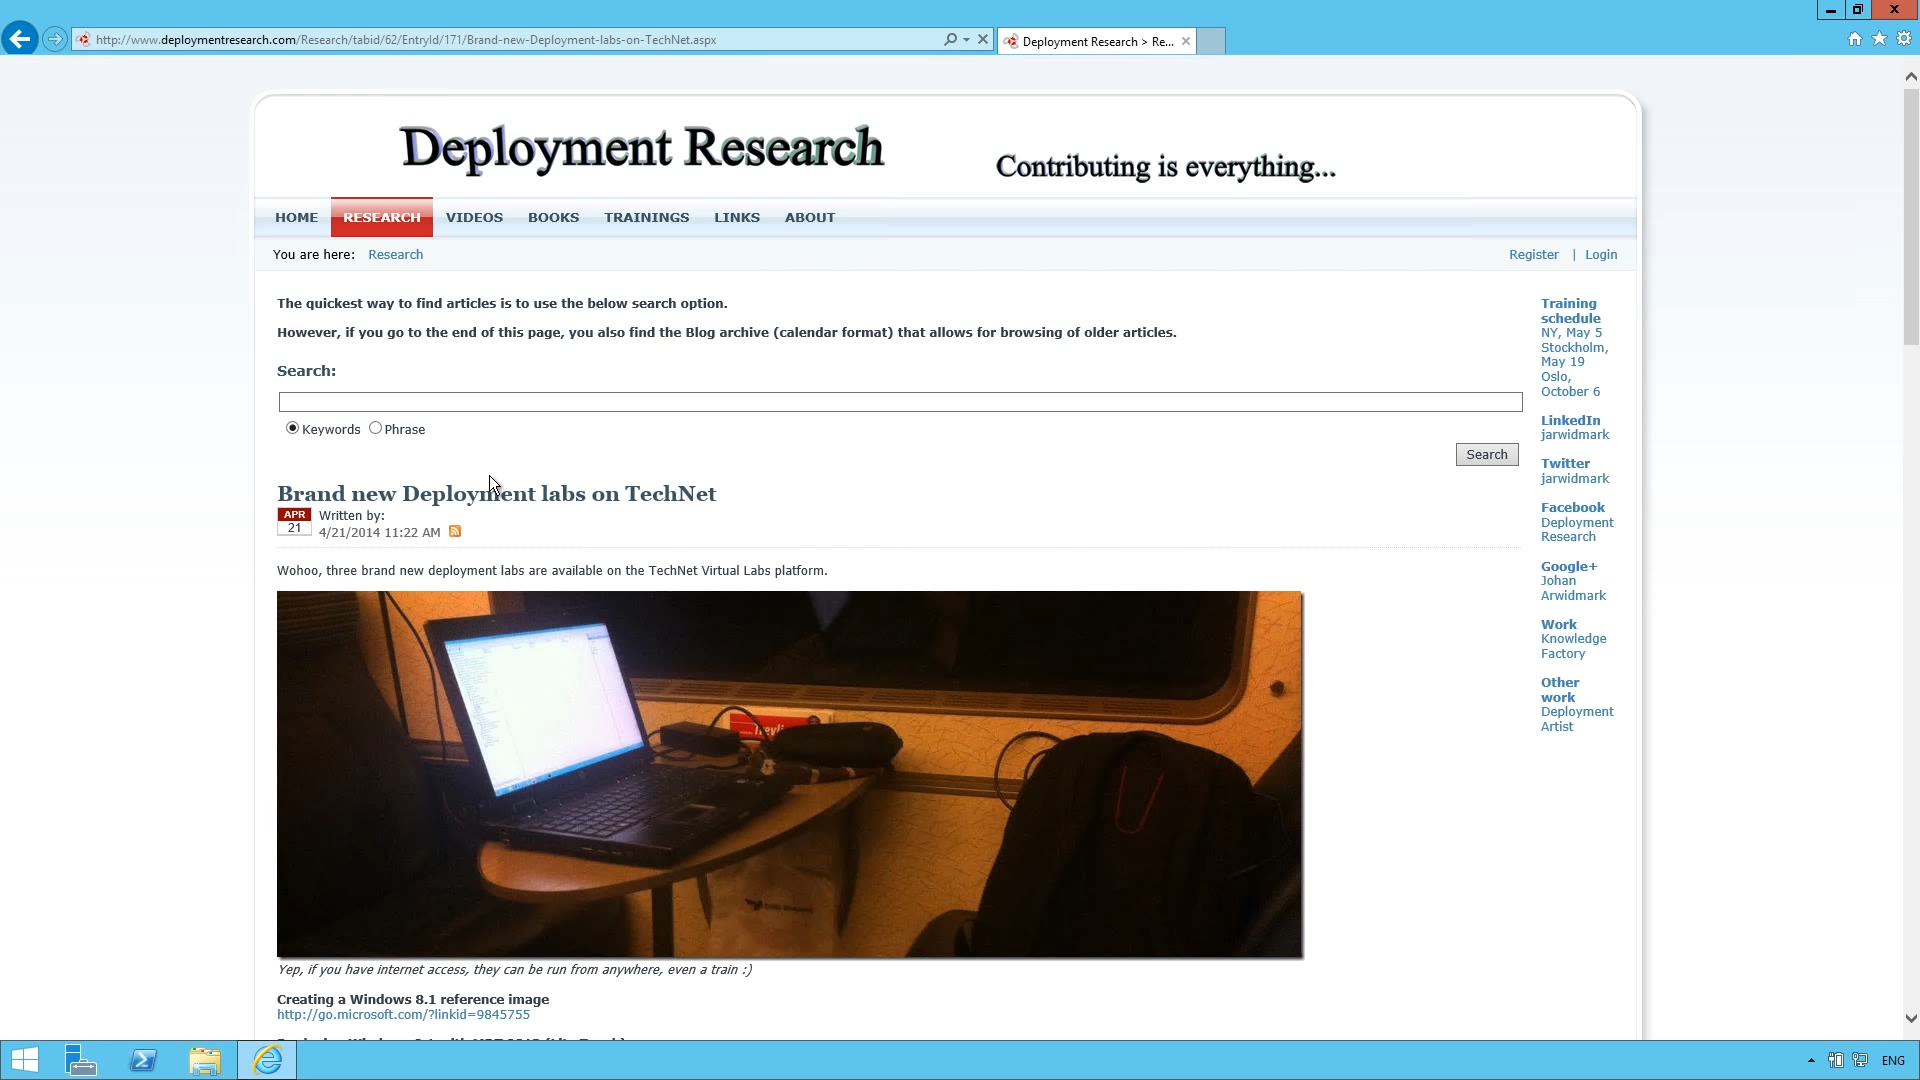 http://www.deploymentresearch.com/Research/tabid/62/EntryId/171/Brand-new-Deployment-labs-on-TechNet.aspx
Deployment Research > Re...
Deployment Research
Contributing is everything...
HOME RESEARCH VIDEOS BOOKS TRAININGS LINKS ABOUT
You are here: Research
Register | Login
The quickest way to find articles is to use the below search option.
However, if you go to the end of this page, you also find the Blog archive (calendar format) that allows for browsing of older articles.
Search:
Keywords Phrase
Search
Brand new Deployment labs on TechNet
APR
21
Written by:
4/21/2014 11:22 AM
Wohoo, three brand new deployment labs are available on the TechNet Virtual Labs platform.
Yep, if you have internet access, they can be run from anywhere, even a train :)
Creating a Windows 8.1 reference image
http://go.microsoft.com/?linkid=9845755
Training
schedule
NY, May 5
Stockholm,
May 19
Oslo,
October 6
LinkedIn
jarwidmark
Twitter
jarwidmark
Facebook
Deployment
Research
Google+
Johan
Arwidmark
Work
Knowledge
Factory
Other
work
Deployment
Artist
ENG